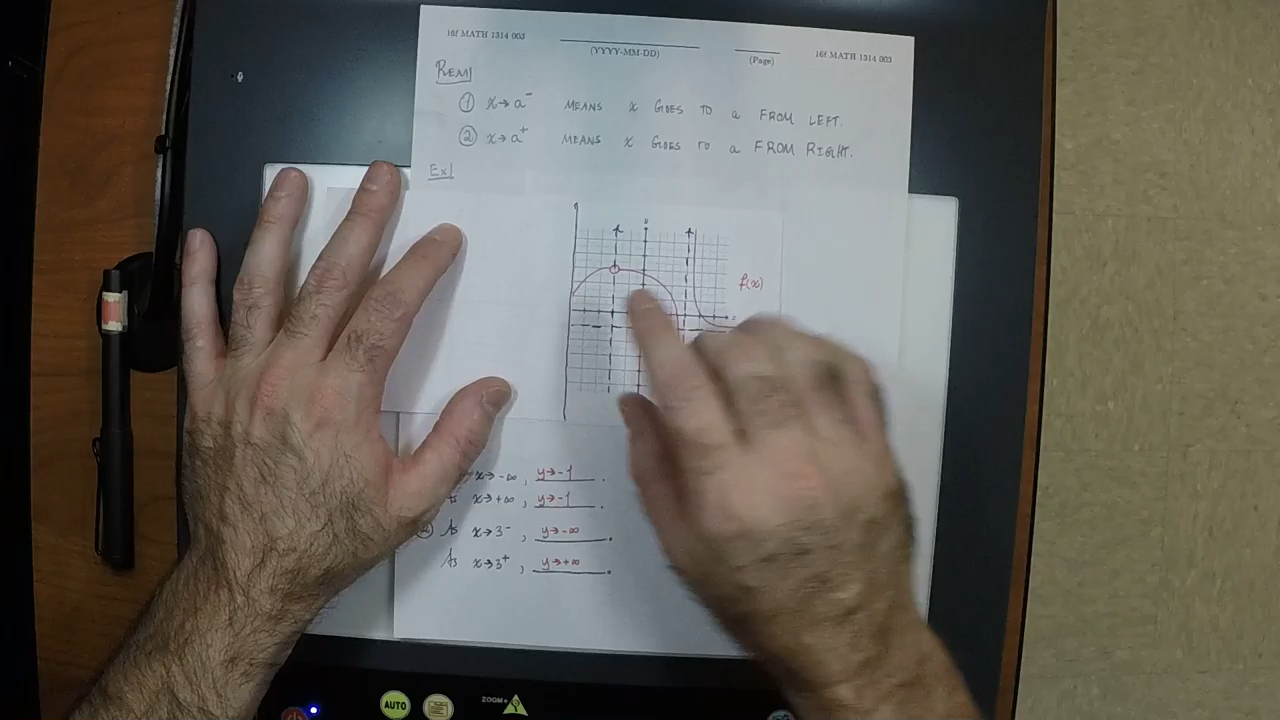 16f MATH 1314 003 (YYYY-MM-DD) (Page) 16f MATH 1314 003
REM|
① x→a⁻ MEANS x GOES TO a FROM LEFT.
② x→a⁺ MEANS x GOES TO a FROM RIGHT.
Ex|
f(x)
x→-∞, y→-1.
As x→+∞, y→-1.
② As x→3⁻, y→-∞.
As x→3⁺, y→+∞.
AUTO
ZOOM